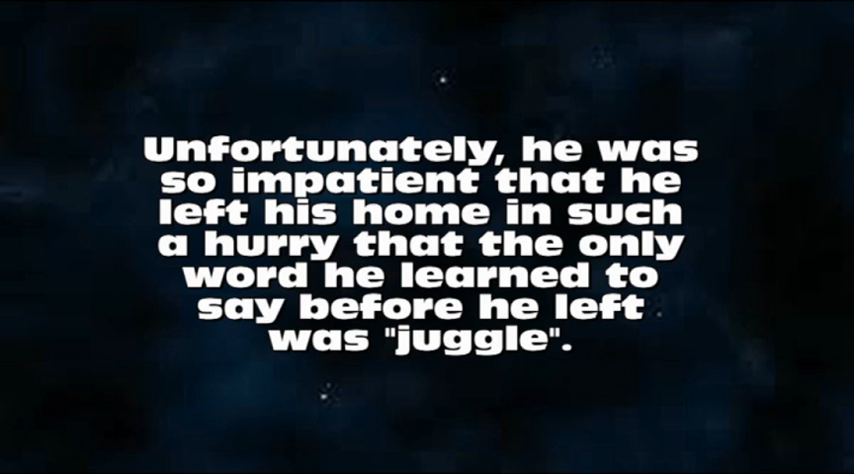 Unfortunately, he was
so impatient that he
left his home in such
a hurry that the only
word he learned to
say before he left
was "juggle".